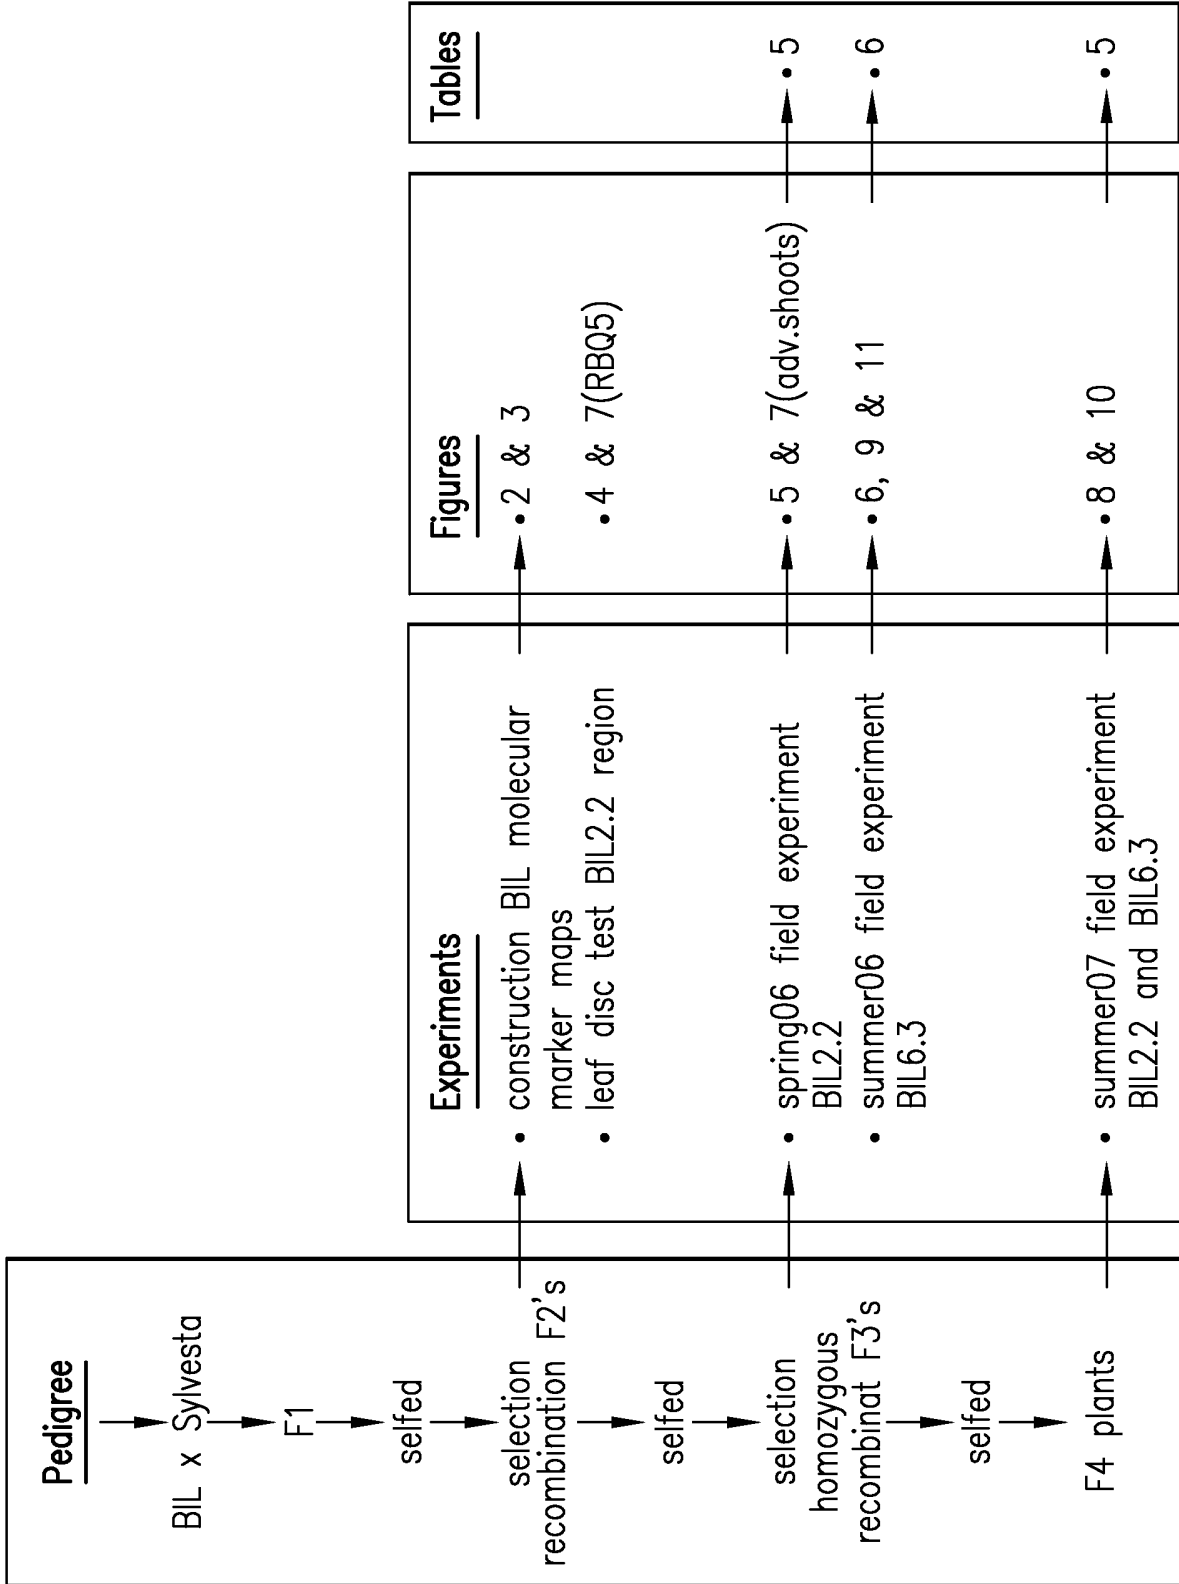 Pedigree
BIL x Sylvesta
F1
selfed
selection
recombination F2's
selfed
selection
homozygous
recombinat F3's
selfed
F4 plants
Experiments
• construction BIL molecular
marker maps
• leaf disc test BIL2.2 region
• spring06 field experiment
BIL2.2
• summer06 field experiment
BIL6.3
• summer07 field experiment
BIL2.2 and BIL6.3
Figures
• 2 & 3
• 4 & 7(RBQ5)
• 5 & 7(adv.shoots)
• 6, 9 & 11
• 8 & 10
Tables
• 5
• 6
• 5